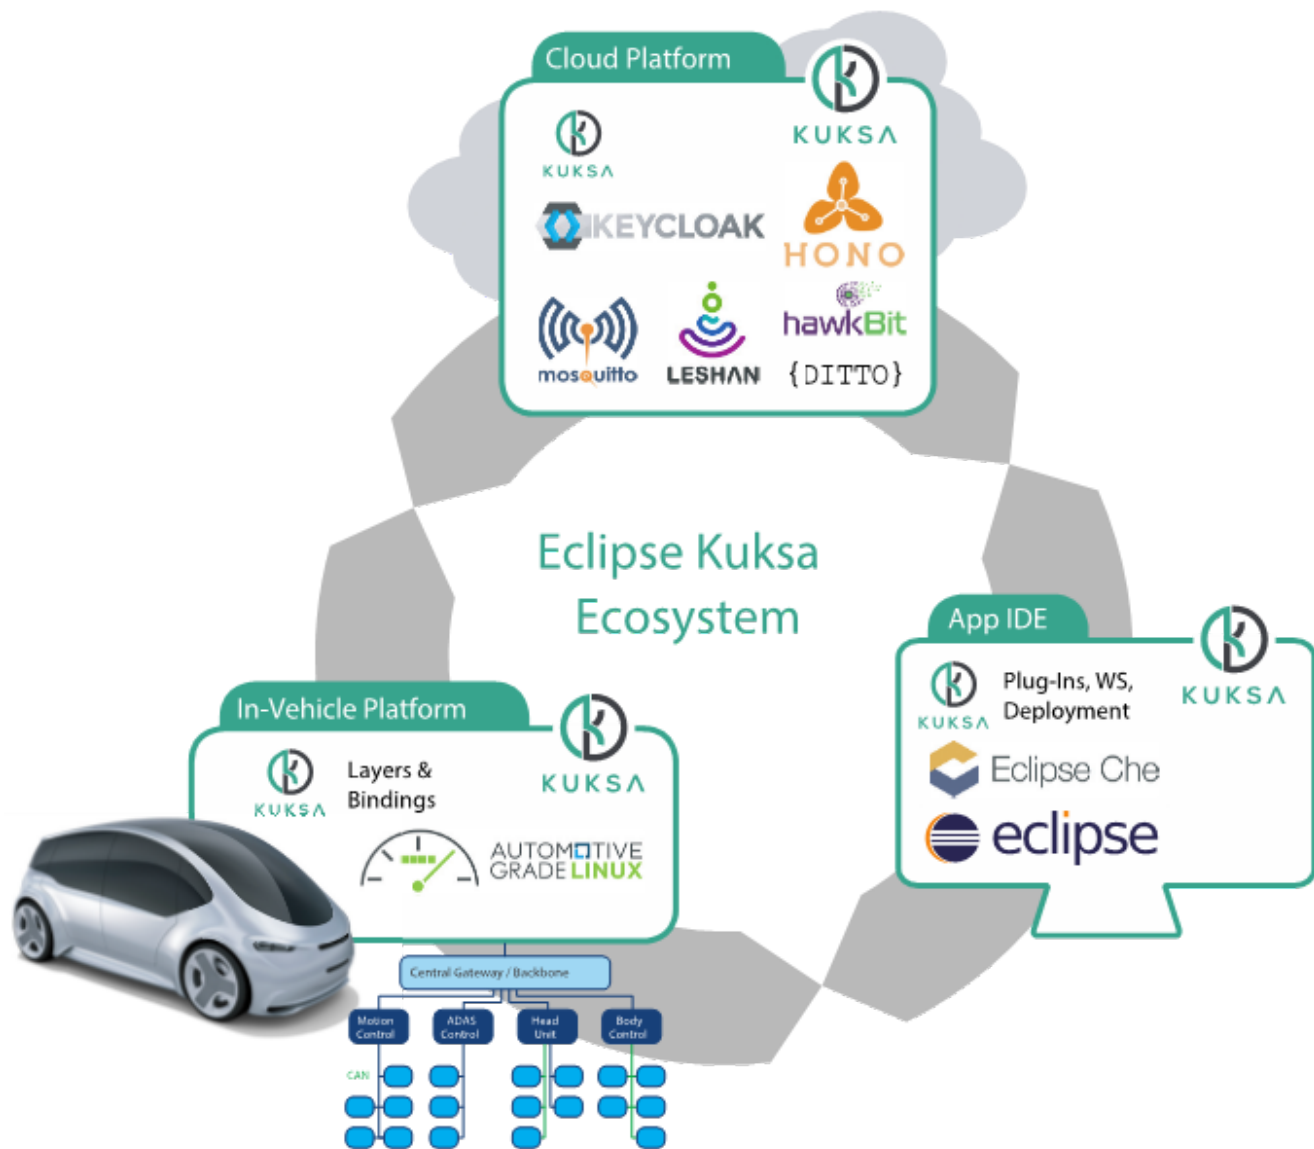 Cloud Platform
KUKSA
KUKSA
KEYCLOAK
HONO
mosquitto
LESHAN
hawkBit
{DITTO}
Eclipse Kuksa
Ecosystem
App IDE
KUKSA
KUKSA
Plug-Ins, WS,
Deployment
Eclipse Che
eclipse
In-Vehicle Platform
KUKSA
KUKSA
Layers &
Bindings
AUTOMOTIVE
GRADE LINUX
Central Gateway / Backbone
Motion
Control
ADAS
Control
Head
Unit
Body
Control
CAN